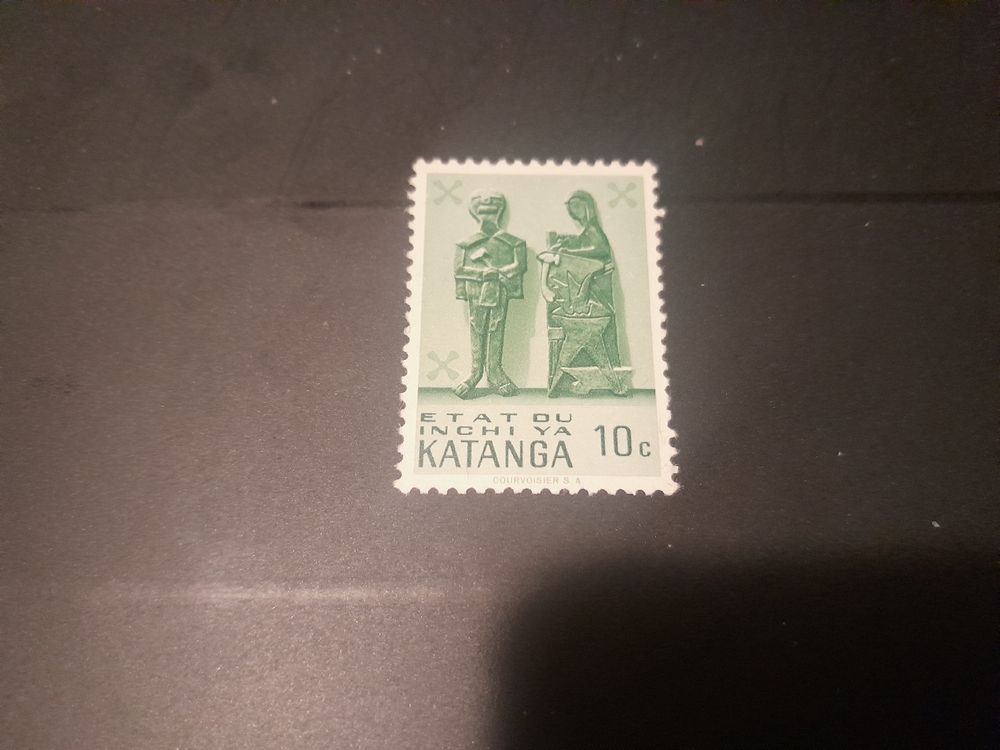 ETAT DU
INCHI YA
KATANGA 10c
COURVOISIER S.A